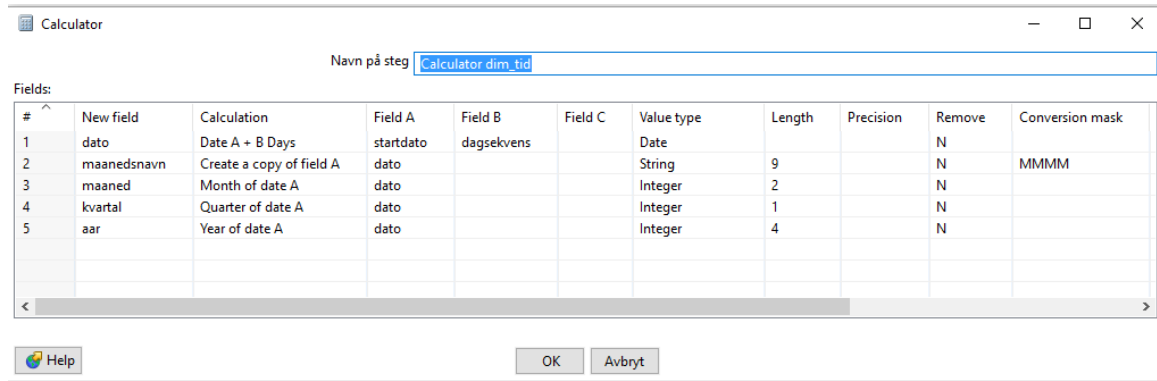 Calculator
Navn på steg Calculator dim_tid
Fields:
# New field Calculation Field A Field B Field C Value type Length Precision Remove Conversion mask
1 dato Date A + B Days startdato dagsekvens Date N
2 maanedsnavn Create a copy of field A dato String 9 N MMMM
3 maaned Month of date A dato Integer 2 N
4 kvartal Quarter of date A dato Integer 1 N
5 aar Year of date A dato Integer 4 N
Help OK Avbryt